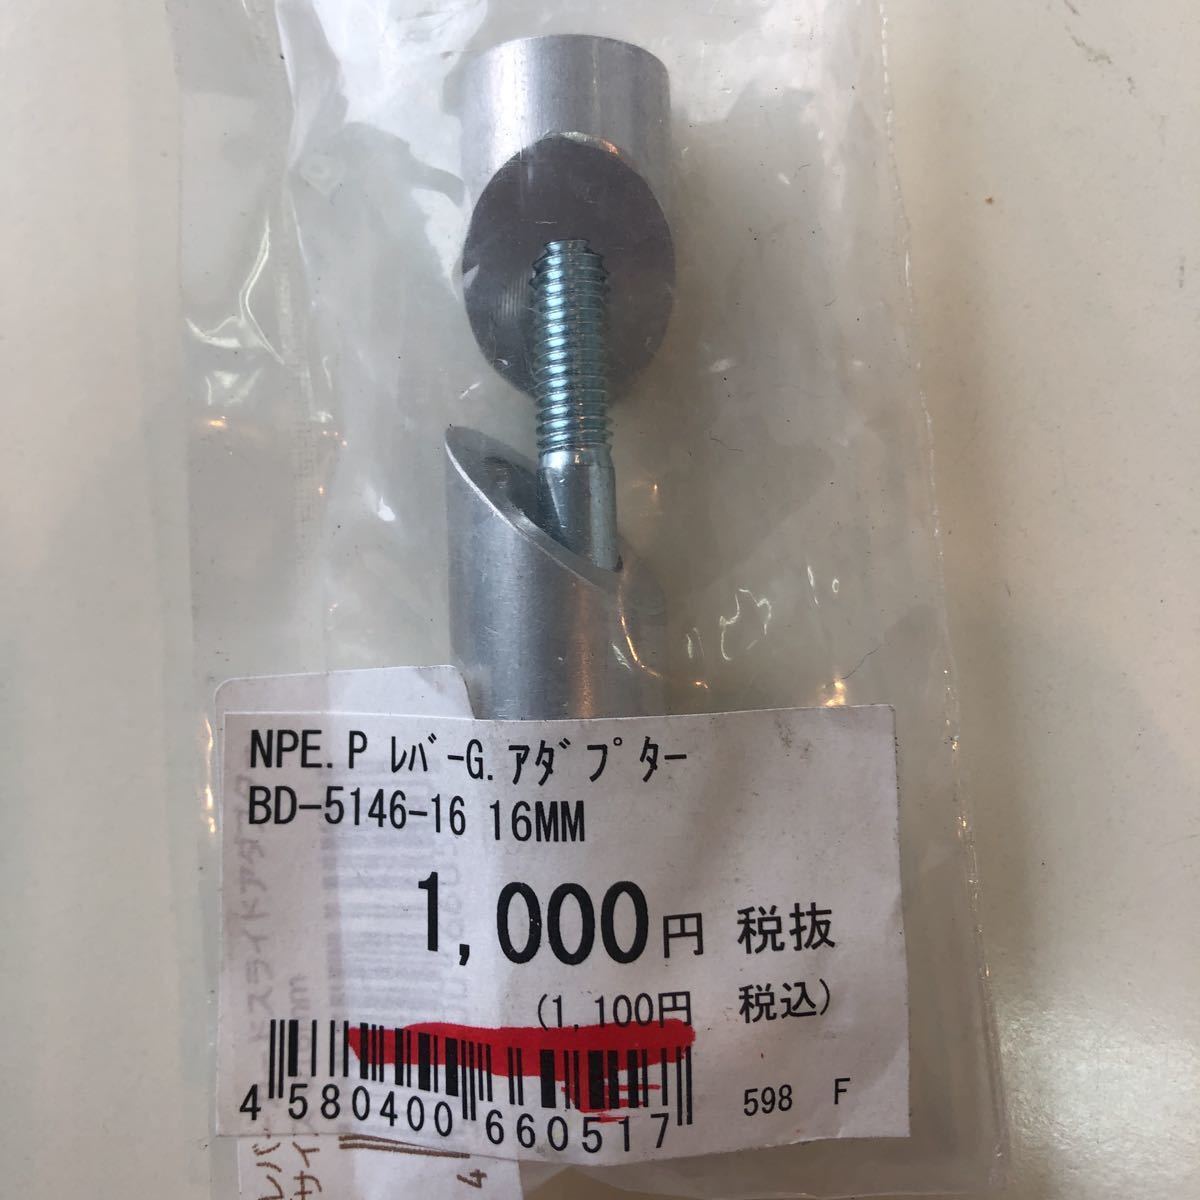 NPE.P ﾚﾊﾞｰG.ｱﾀﾞﾌﾟﾀｰ
BD-5146-16 16MM
1,000円 税抜
(1,100円 税込)
4 580400 660517
598 F